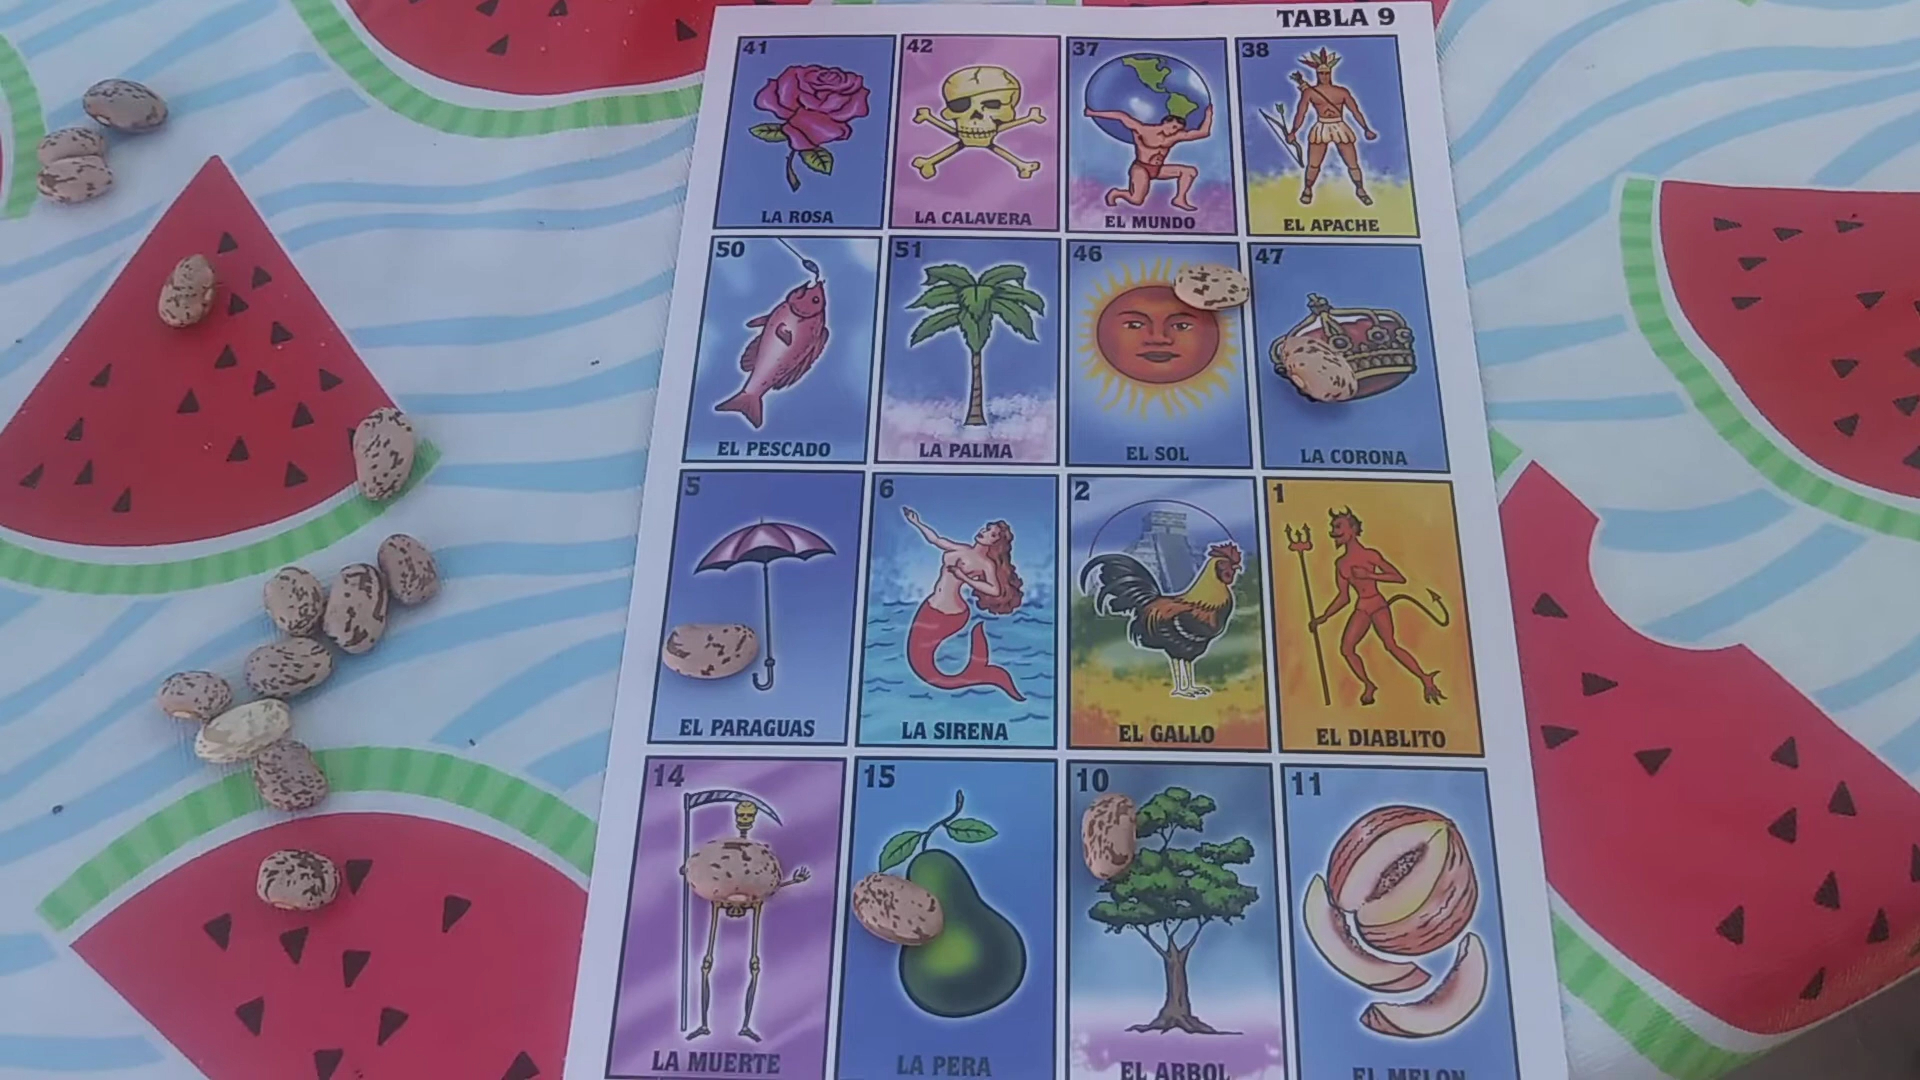 TABLA 9
41 42 37 38
LA ROSA LA CALAVERA EL MUNDO EL APACHE
50 51 46 47
EL PESCADO LA PALMA EL SOL LA CORONA
5 6 2 1
EL PARAGUAS LA SIRENA EL GALLO EL DIABLITO
14 15 10 11
LA MUERTE LA PERA EL ARBOL EL MELON